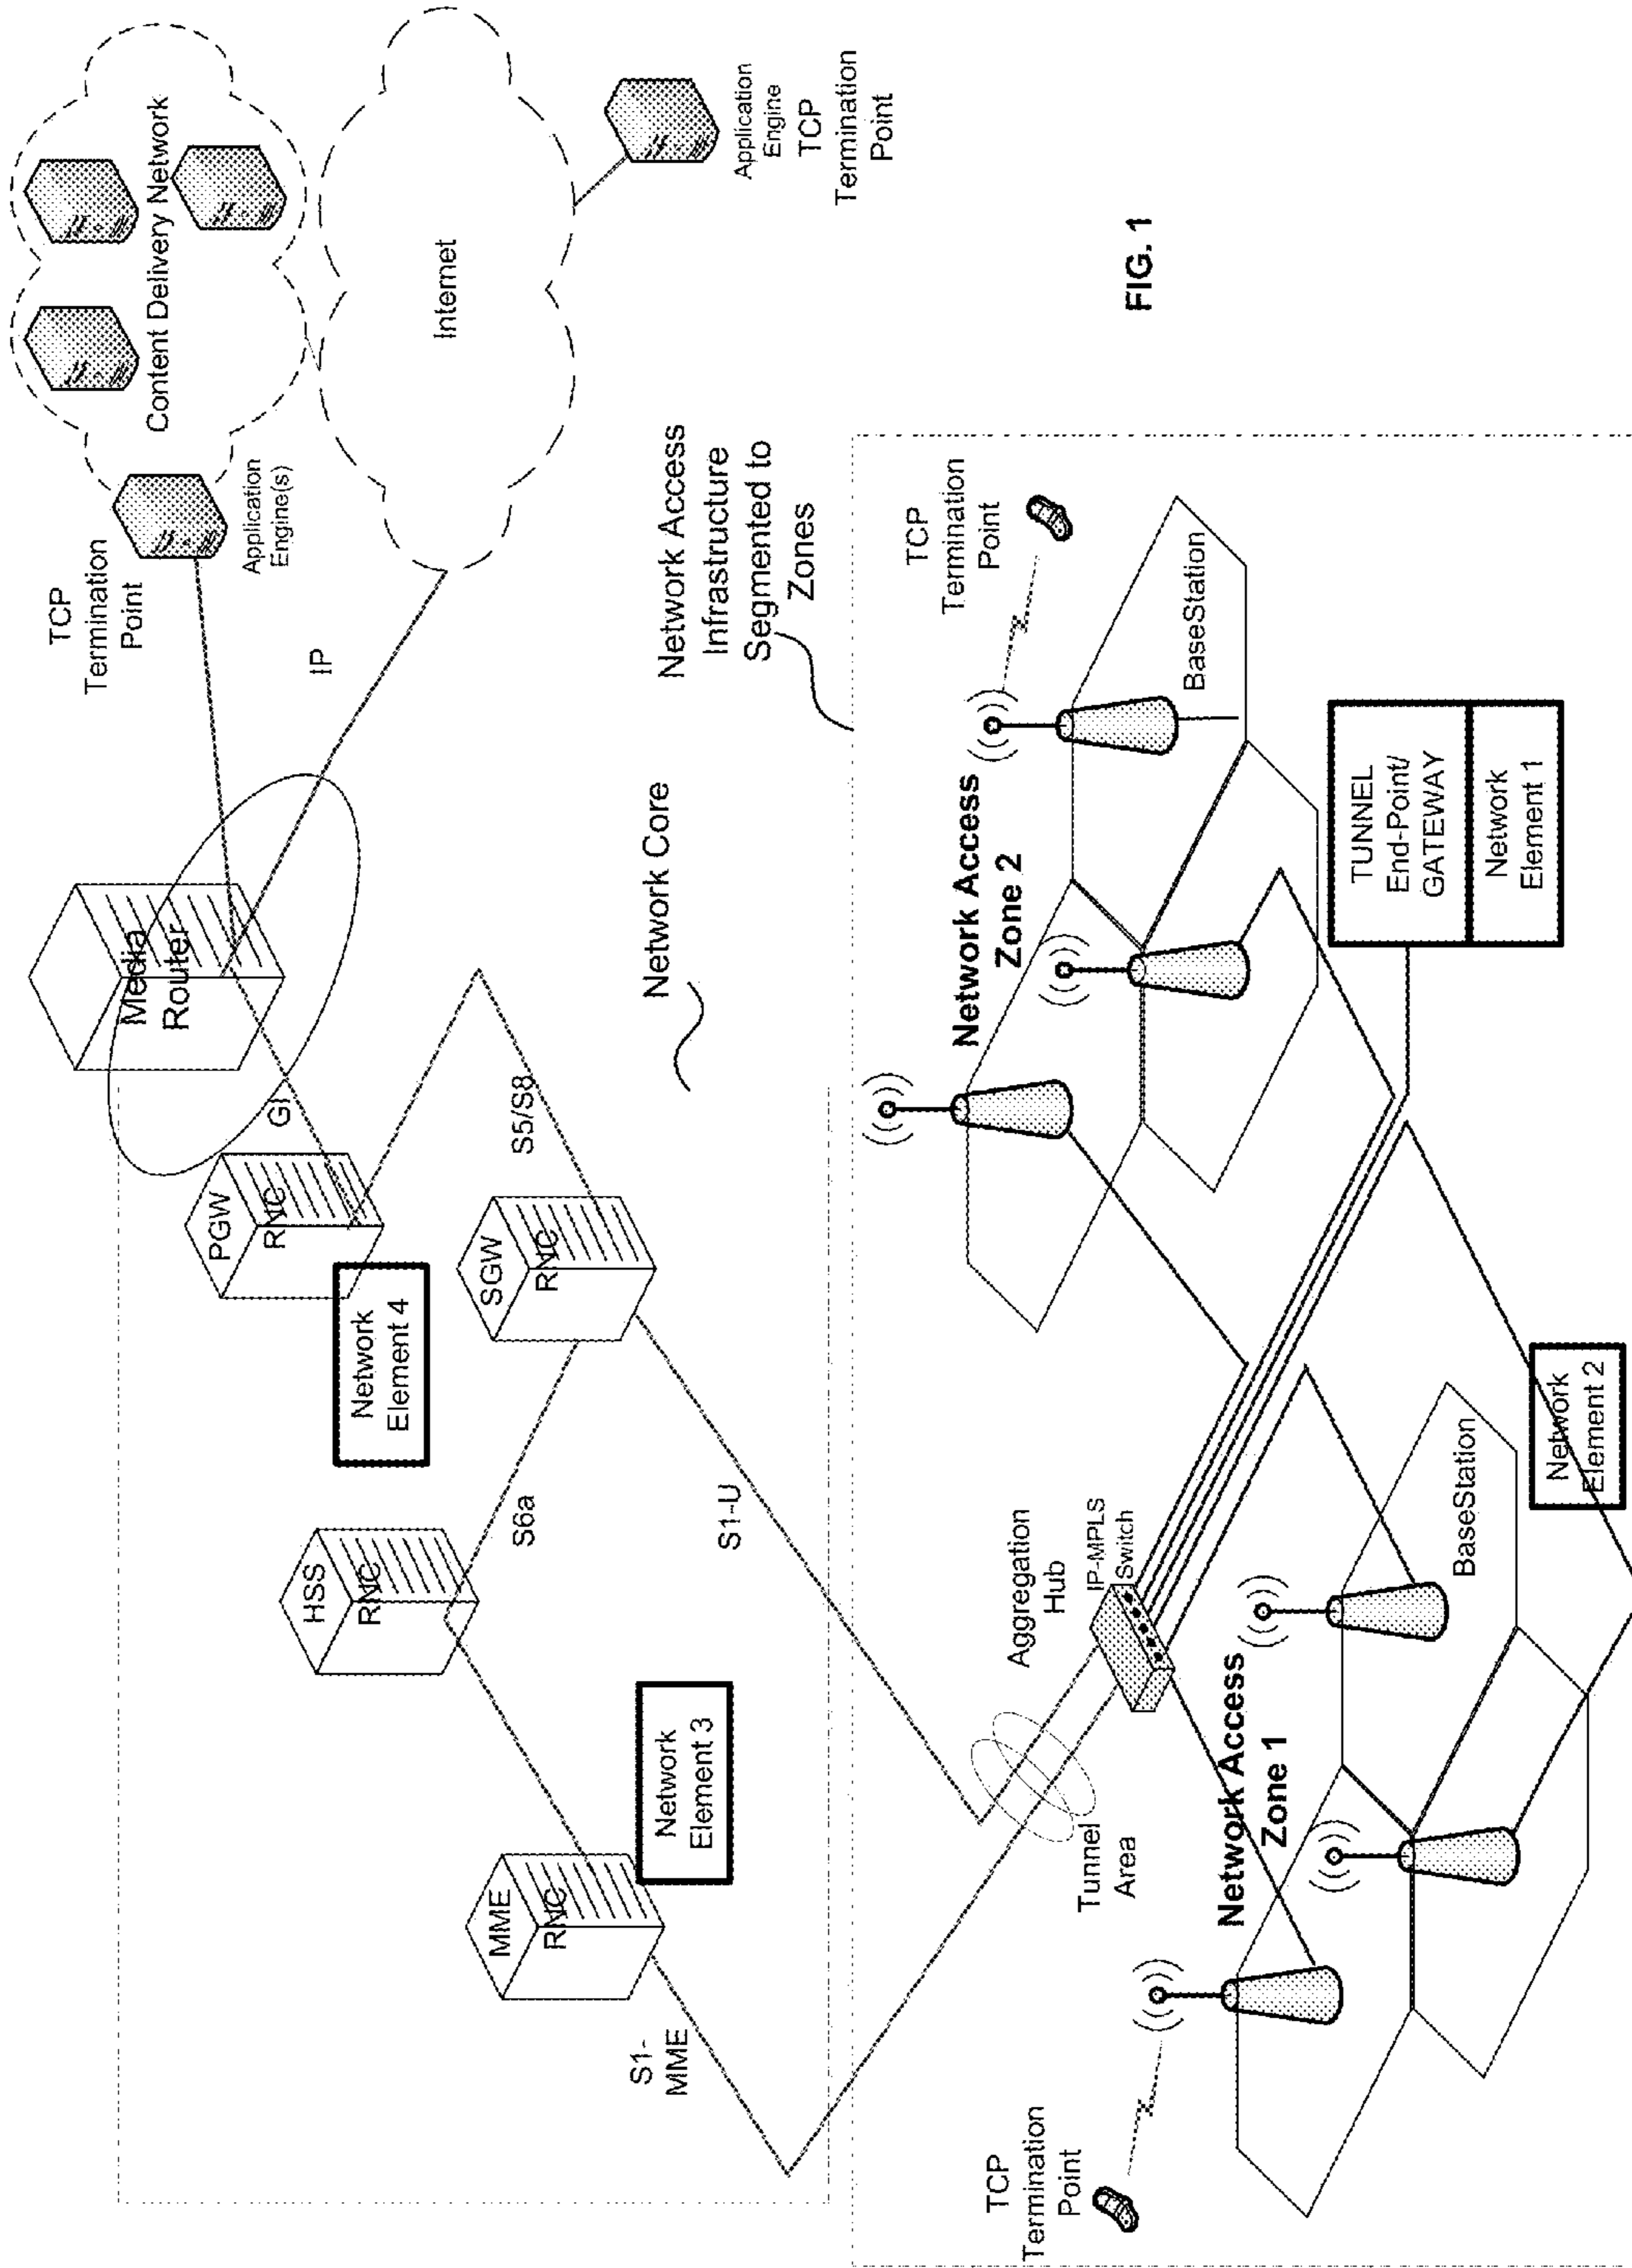 Content Delivery Network
TCP
Termination
Point
Application
Engine(s)
Internet
Application
Engine
TCP
Termination
Point
IP
Media
Router
GI
PGW
RNC
Network
Element 4
S5/S8
SGW
RNC
HSS
RNC
S6a
MME
RNC
Network
Element 3
S1-
MME
S1-U
Network Core
Network Access
Infrastructure
Segmented to
Zones
Aggregation
Hub
IP-MPLS
Switch
Tunnel
Area
TCP
Termination
Point
Network Access
Zone 1
BaseStation
Network
Element 2
Network Access
Zone 2
TCP
Termination
Point
BaseStation
TUNNEL
End-Point/
GATEWAY
Network
Element 1
FIG. 1